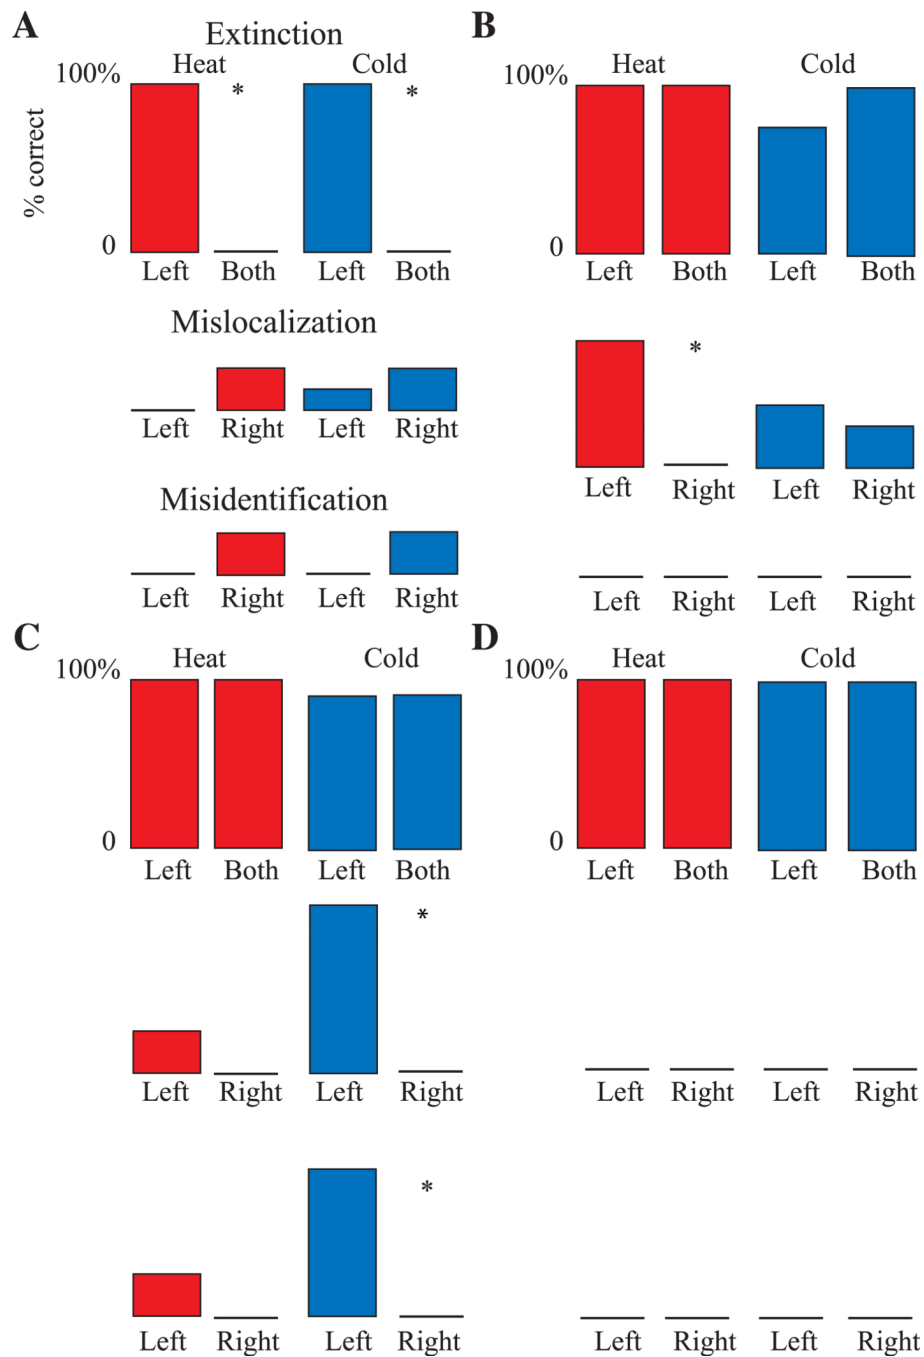 A
Extinction
Heat Cold
100%
* *
% correct
0
Left Both Left Both
Mislocalization
Left Right Left Right
Misidentification
Left Right Left Right
B
Heat Cold
100%
0
Left Both Left Both
*
Left Right Left Right
Left Right Left Right
C
Heat Cold
100%
0
Left Both Left Both
*
Left Right Left Right
*
Left Right Left Right
D
Heat Cold
100%
0
Left Both Left Both
Left Right Left Right
Left Right Left Right